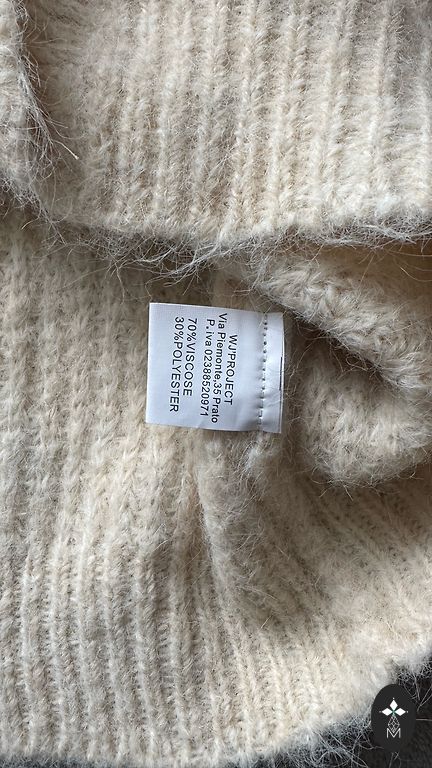 WJ'PROJECT
Via Piemonte,35 Prato
P.iva 02388520971
70%VISCOSE
30%POLYESTER
M